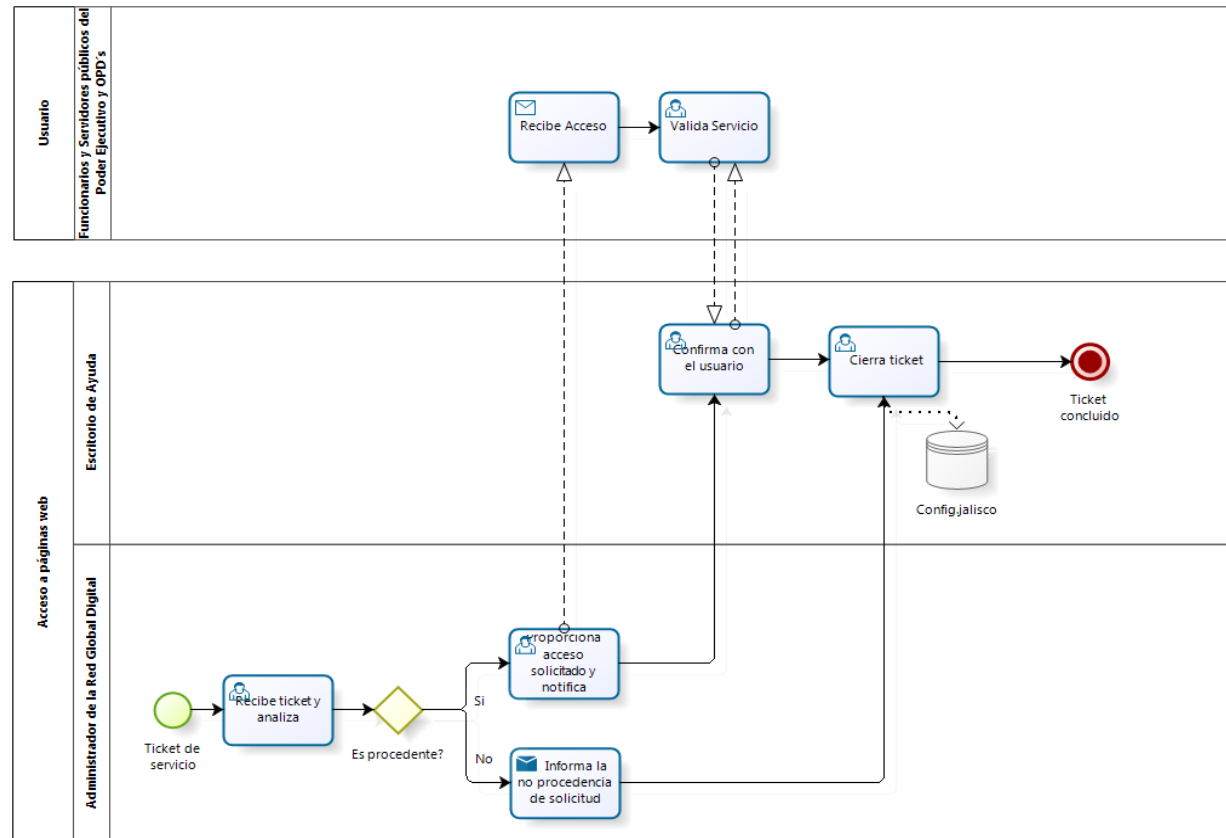 Usuario
Funcionarios y Servidores públicos del
Poder Ejecutivo y OPD´s
Recibe Acceso
Valida Servicio
Acceso a páginas web
Escritorio de Ayuda
Confirma con
el usuario
Cierra ticket
Ticket
concluido
Config.jalisco
Administrador de la Red Global Digital
Ticket de
servicio
Recibe ticket y
analiza
Es procedente?
Si
No
Proporciona
acceso
solicitado y
notifica
Informa la
no procedencia
de solicitud